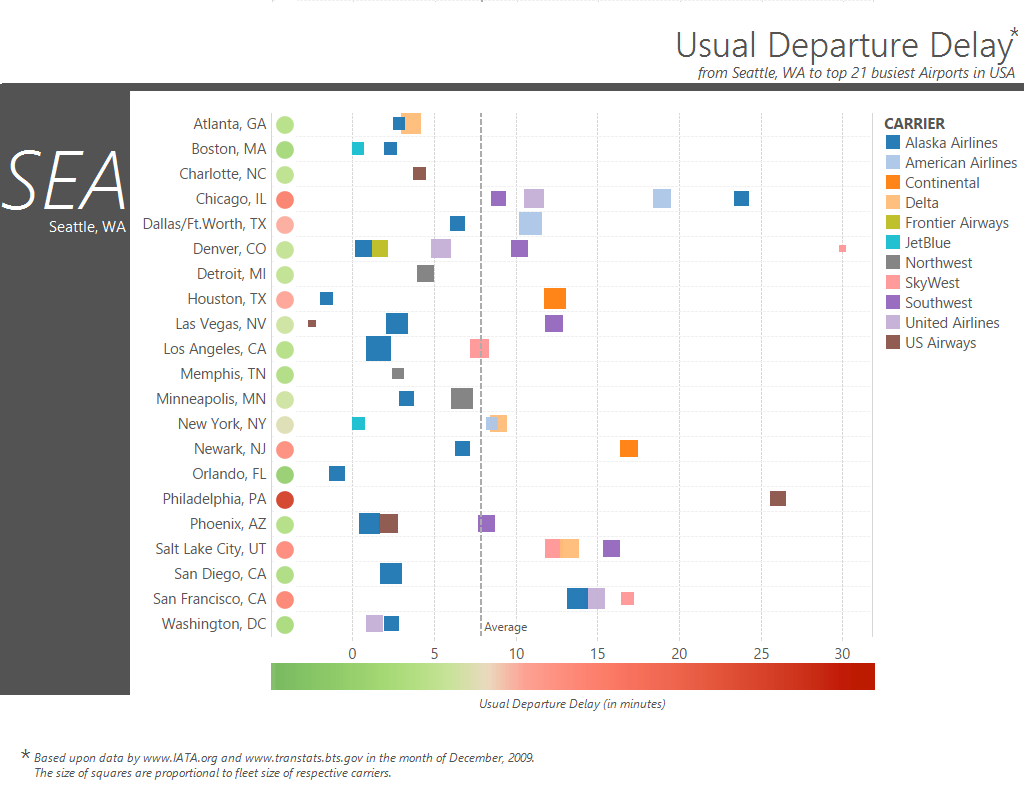 Usual Departure Delay*
from Seattle, WA to top 21 busiest Airports in USA
SEA
Seattle, WA
Atlanta, GA
Boston, MA
Charlotte, NC
Chicago, IL
Dallas/Ft.Worth, TX
Denver, CO
Detroit, MI
Houston, TX
Las Vegas, NV
Los Angeles, CA
Memphis, TN
Minneapolis, MN
New York, NY
Newark, NJ
Orlando, FL
Philadelphia, PA
Phoenix, AZ
Salt Lake City, UT
San Diego, CA
San Francisco, CA
Washington, DC
Average
0 5 10 15 20 25 30
Usual Departure Delay (in minutes)
CARRIER
Alaska Airlines
American Airlines
Continental
Delta
Frontier Airways
JetBlue
Northwest
SkyWest
Southwest
United Airlines
US Airways
* Based upon data by www.IATA.org and www.transtats.bts.gov in the month of December, 2009.
The size of squares are proportional to fleet size of respective carriers.